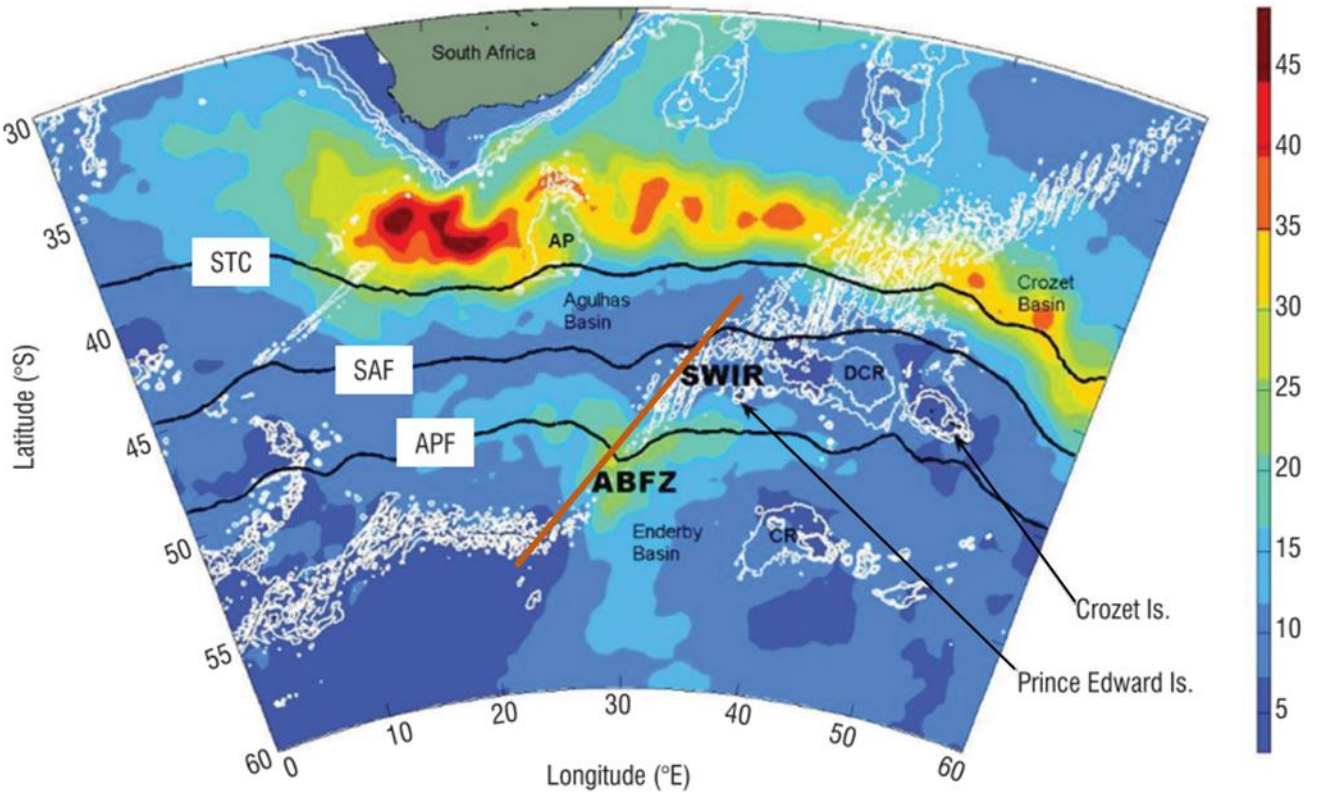 South Africa
30
35
40
45
50
55
60
STC
SAF
APF
AP
Agulhas
Basin
Crozet
Basin
SWIR
DCR
ABFZ
Enderby
Basin
CR
Crozet Is.
Prince Edward Is.
0
10
20
30
40
50
60
Latitude (°S)
Longitude (°E)
45
40
35
30
25
20
15
10
5